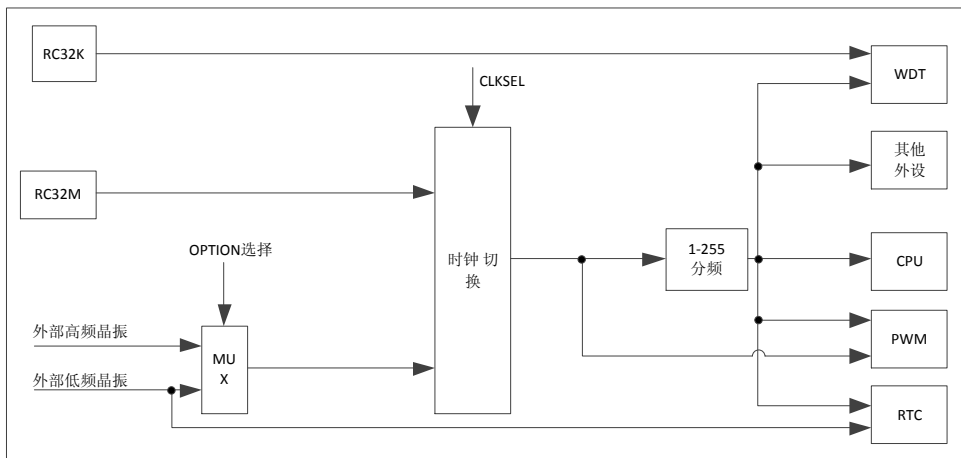 RC32K
WDT
CLKSEL
其他
外设
RC32M
OPTION选择
时钟 切
换
1-255
分频
CPU
外部高频晶振
MU
X
PWM
外部低频晶振
RTC